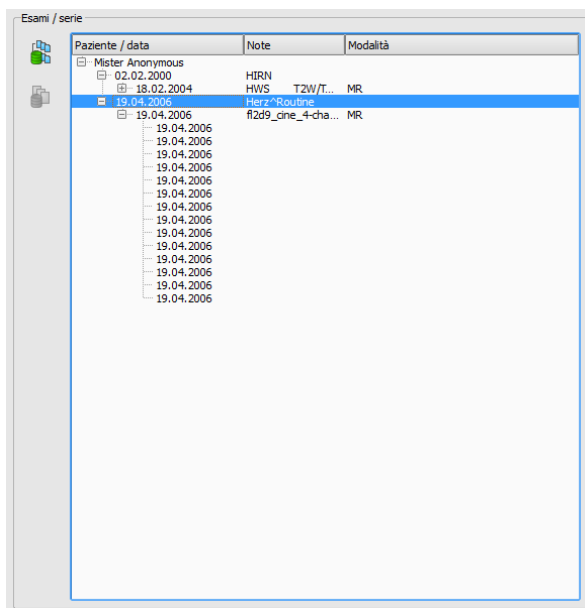 Esami / serie
Paziente / data Note Modalità
Mister Anonymous
02.02.2000 HIRN
18.02.2004 HWS T2W/T... MR
19.04.2006 Herz^Routine
19.04.2006 fl2d9_cine_4-cha... MR
19.04.2006
19.04.2006
19.04.2006
19.04.2006
19.04.2006
19.04.2006
19.04.2006
19.04.2006
19.04.2006
19.04.2006
19.04.2006
19.04.2006
19.04.2006
19.04.2006